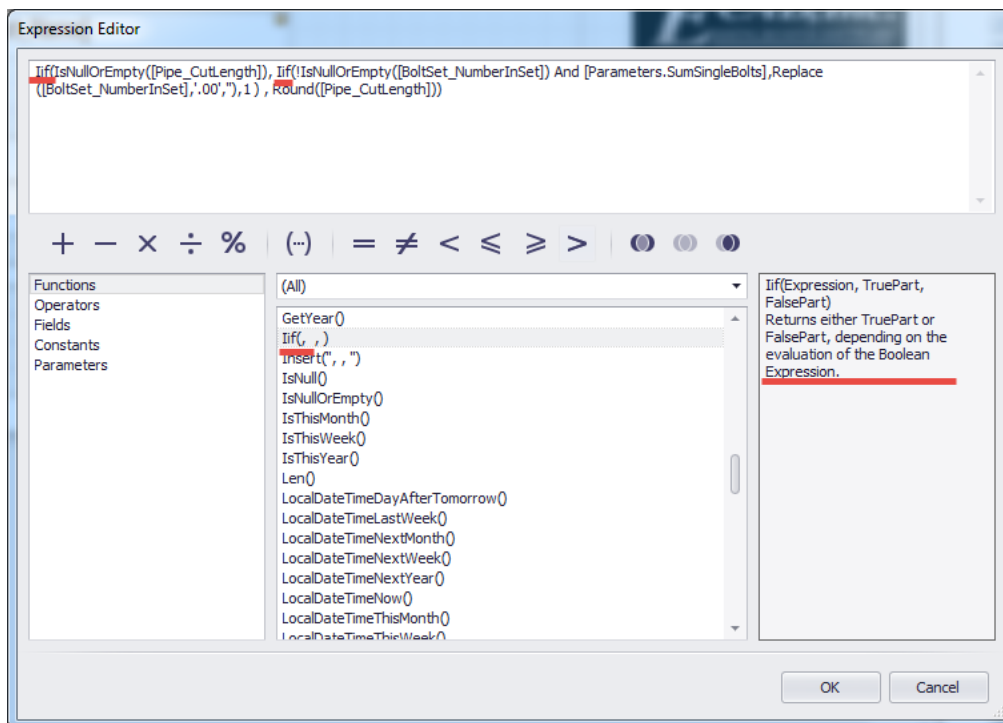 Expression Editor
Iif(IsNullOrEmpty([Pipe_CutLength]), Iif(!IsNullOrEmpty([BoltSet_NumberInSet]) And [Parameters.SumSingleBolts],Replace
([BoltSet_NumberInSet],'.00',''),1 ) , Round([Pipe_CutLength]))
+ − × ÷ % (···) = ≠ < ⩽ ⩾ >
Functions
Operators
Fields
Constants
Parameters
(All)
GetYear()
Iif(, , )
Insert('', , '')
IsNull()
IsNullOrEmpty()
IsThisMonth()
IsThisWeek()
IsThisYear()
Len()
LocalDateTimeDayAfterTomorrow()
LocalDateTimeLastWeek()
LocalDateTimeNextMonth()
LocalDateTimeNextWeek()
LocalDateTimeNextYear()
LocalDateTimeNow()
LocalDateTimeThisMonth()
LocalDateTimeThisWeek()
Iif(Expression, TruePart,
FalsePart)
Returns either TruePart or
FalsePart, depending on the
evaluation of the Boolean
Expression.
OK
Cancel